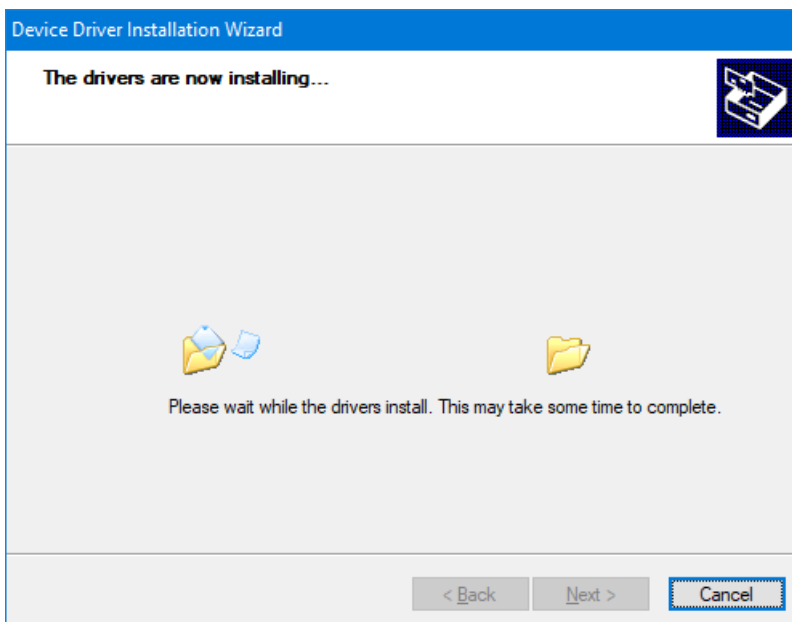 Device Driver Installation Wizard
The drivers are now installing...
Please wait while the drivers install. This may take some time to complete.
< Back
Next >
Cancel